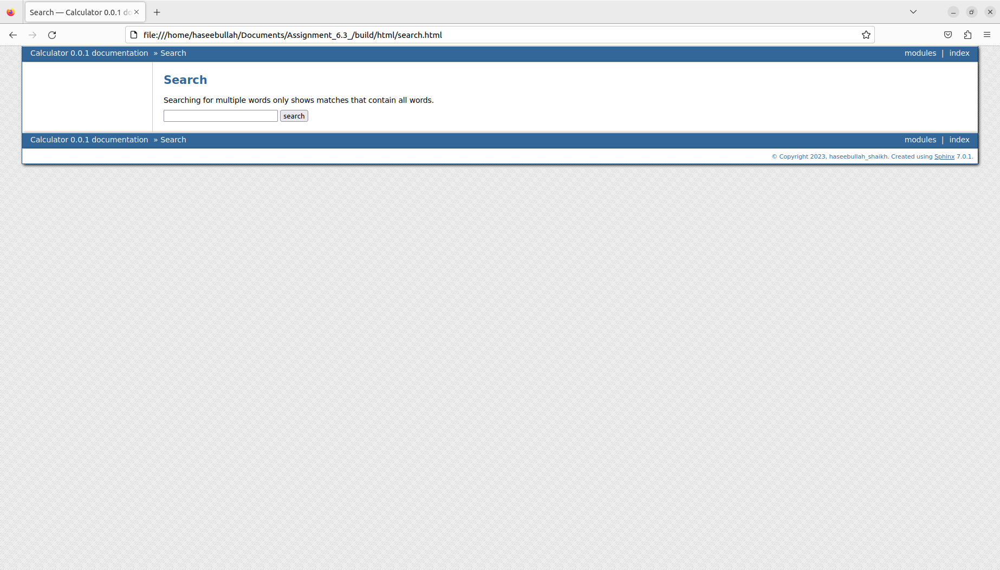 Search — Calculator 0.0.1 do
file:///home/haseebullah/Documents/Assignment_6.3_/build/html/search.html
Calculator 0.0.1 documentation » Search modules | index
Search
Searching for multiple words only shows matches that contain all words.
search
Calculator 0.0.1 documentation » Search modules | index
© Copyright 2023, haseebullah_shaikh. Created using Sphinx 7.0.1.